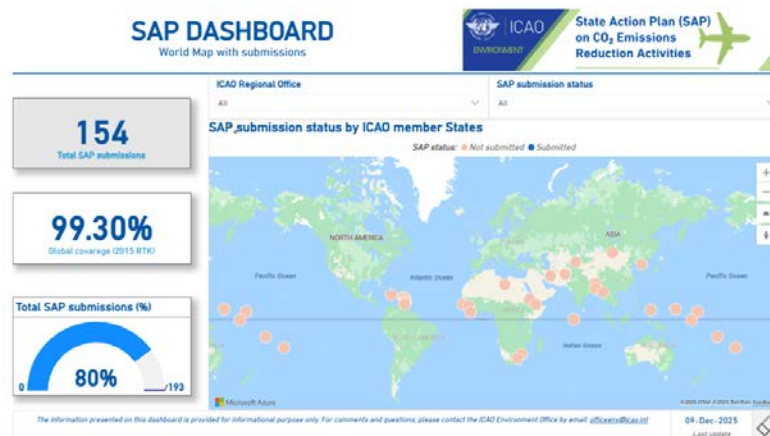 SAP DASHBOARD
World Map with submissions
ICAO
ENVIRONMENT
State Action Plan (SAP)
on CO₂ Emissions
Reduction Activities
ICAO Regional Office
All
SAP submission status
All
154
Total SAP submissions
99.30%
Global covarege (2015 RTK)
Total SAP submissions (%)
0
80%
193
SAP submission status by ICAO member States
SAP status: Not submitted Submitted
NORTH AMERICA
ASIA
Pacific Ocean
Atlantic Ocean
Pacific Ocean
Indian Ocean
Microsoft Azure
The information presented on this dashboard is provided for informational purpose only. For comments and questions, please contact the ICAO Environment Office by email: officeenv@icao.int
09-Dec-2025
Last update